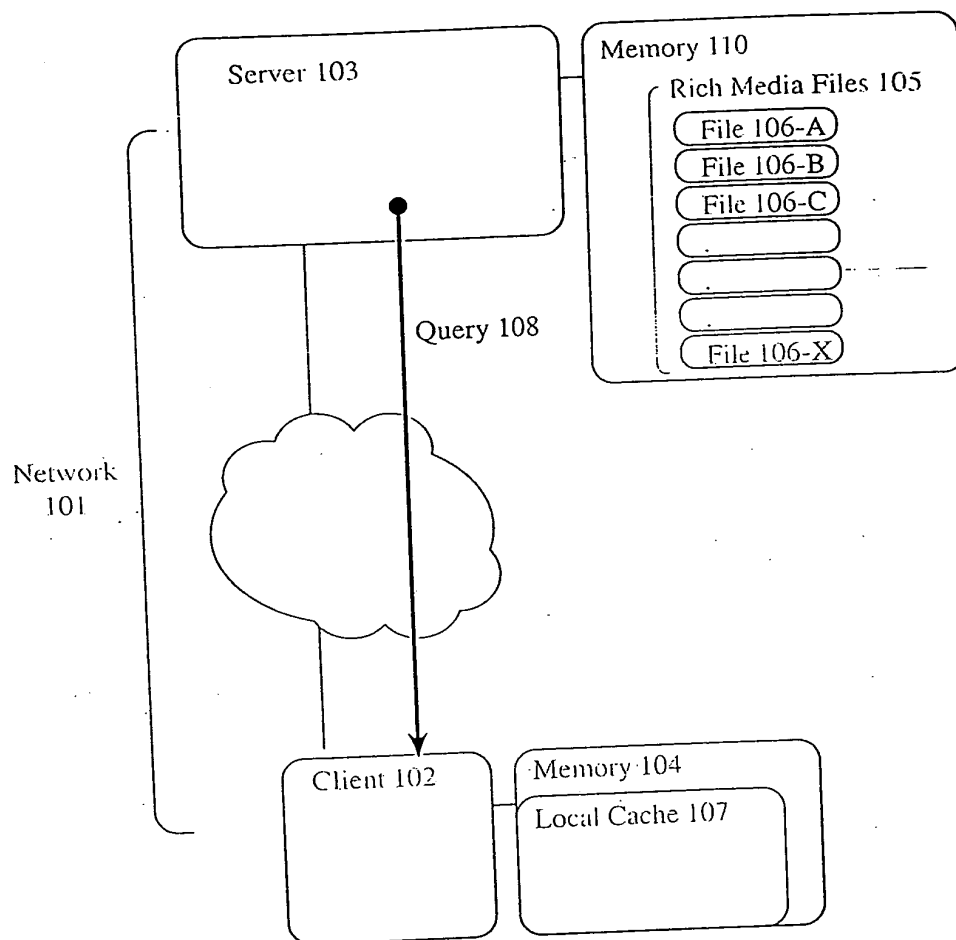 Server 103
Memory 110
Rich Media Files 105
File 106-A
File 106-B
File 106-C
.
.
.
File 106-X
Query 108
Network
101
Client 102
Memory 104
Local Cache 107